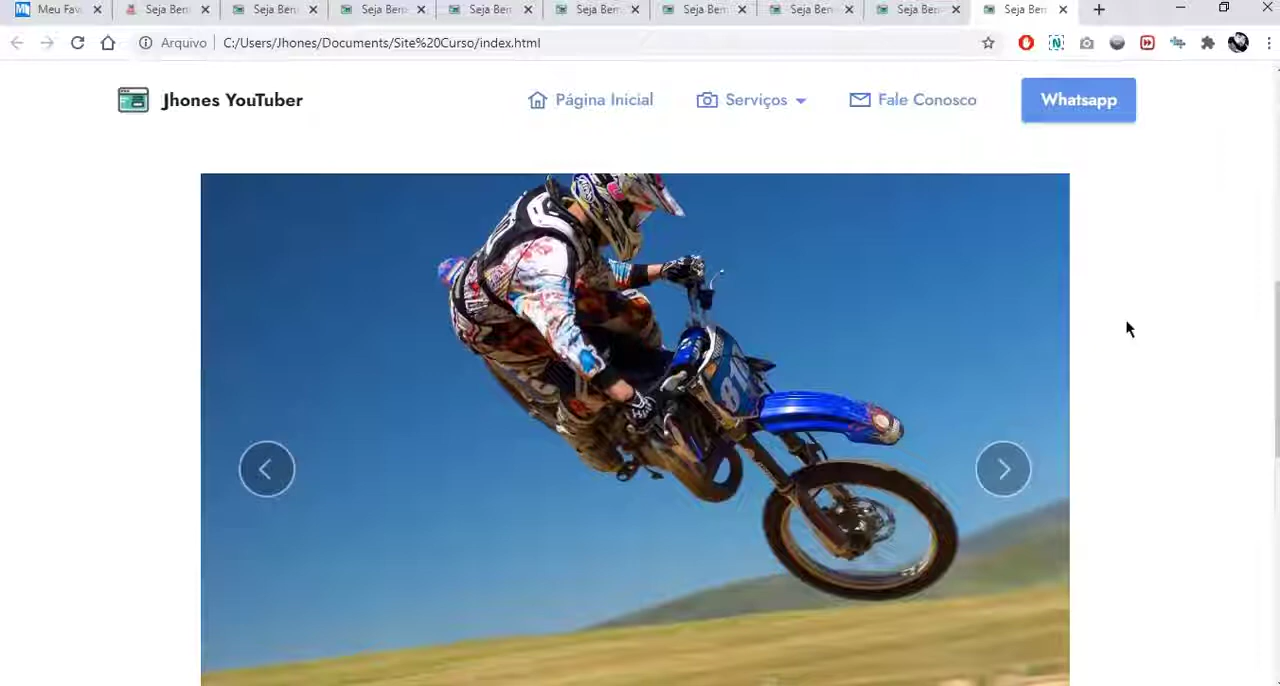 Meu Fav
Seja Ben
Seja Ben
Seja Ben
Seja Ben
Seja Ben
Seja Ben
Seja Ben
Seja Ben
Seja Ben
Arquivo
C:/Users/Jhones/Documents/Site%20Curso/index.html
Jhones YouTuber
Página Inicial
Serviços
Fale Conosco
Whatsapp